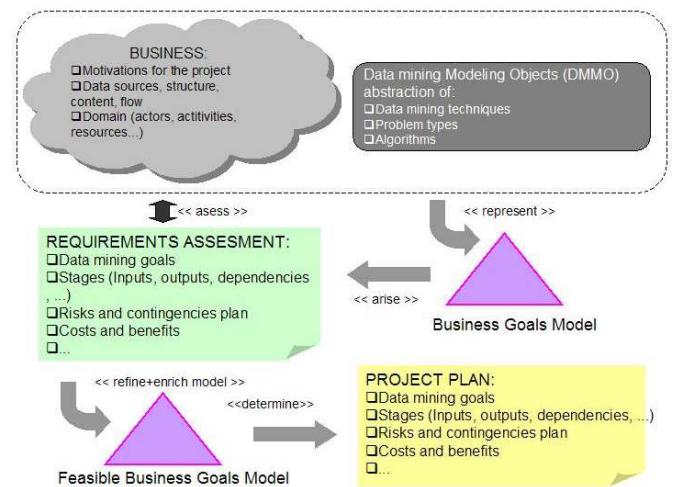 BUSINESS:
❑Motivations for the project
❑Data sources, structure,
content, flow
❑Domain (actors, actitivities,
resources...)
Data mining Modeling Objects (DMMO)
abstraction of:
❑Data mining techniques
❑Problem types
❑Algorithms
<< asess >>
<< represent >>
REQUIREMENTS ASSESMENT:
❑Data mining goals
❑Stages (Inputs, outputs, dependencies
, ...)
❑Risks and contingencies plan
❑Costs and benefits
❑...
<< arise >>
Business Goals Model
<< refine+enrich model >>
<<determine>>
Feasible Business Goals Model
PROJECT PLAN:
❑Data mining goals
❑Stages (Inputs, outputs, dependencies, ...)
❑Risks and contingencies plan
❑Costs and benefits
❑...